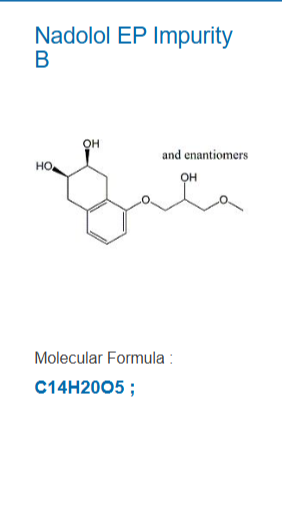 Nadolol EP Impurity
B
OH
HO
and enantiomers
OH
O
O
Molecular Formula :
C14H20O5 ;